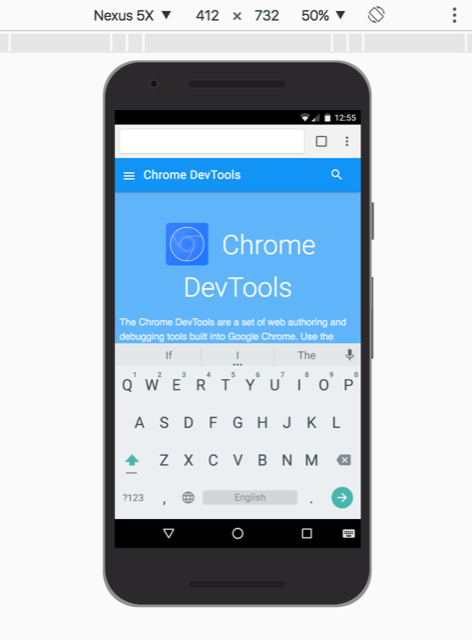 Nexus 5X ▼ 412 × 732 50% ▼
12:55
Chrome DevTools
Chrome
DevTools
The Chrome DevTools are a set of web authoring and
debugging tools built into Google Chrome. Use the
If I The
1 2 3 4 5 6 7 8 9 0
Q W E R T Y U I O P
A S D F G H J K L
Z X C V B N M
?123 , English .